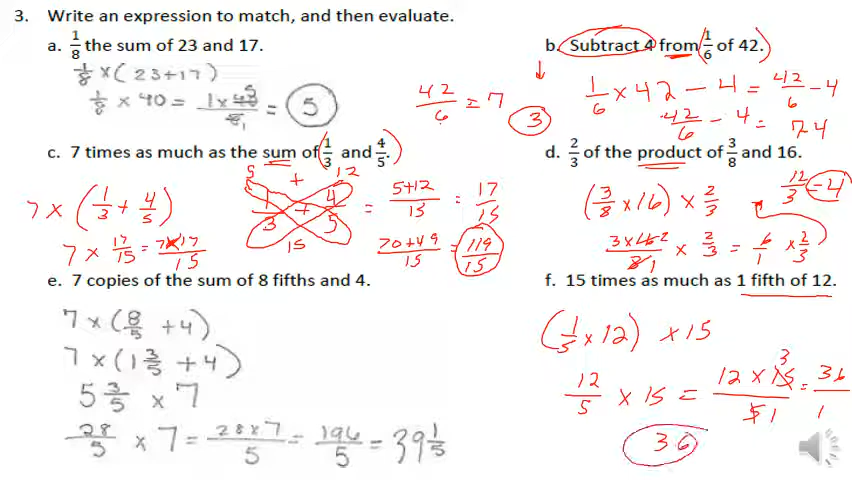 3. Write an expression to match, and then evaluate.
a. 1/8 the sum of 23 and 17.
1/8 × (23+17)
1/8 × 40 = 1 × 40 5 / 8 1 = 5
b. Subtract 4 from (1/6 of 42.)
1/6 × 42 - 4 = 42/6 - 4
42/6 - 4 = 7-4
42/6 = 7
3
c. 7 times as much as the sum of (1/3 and 4/5.)
7 × (1/3 + 4/5)
5 + 12
1/3 + 4/5 = 5+12/15 = 17/15
15
7 × 17/15 = 7×17/15
70+49/15 = 119/15
d. 2/3 of the product of 3/8 and 16.
(3/8 × 16) × 2/3
12/3 = 4
3 × 16 2 / 8 1 × 2/3 = 6/1 × 2/3
e. 7 copies of the sum of 8 fifths and 4.
7 × (8/5 + 4)
7 × (1 3/5 + 4)
5 3/5 × 7
28/5 × 7 = 28×7/5 = 196/5 = 39 1/5
f. 15 times as much as 1 fifth of 12.
(1/5 × 12) × 15
12/5 × 15 = 12 × 15 3 / 5 1 = 36/1
36